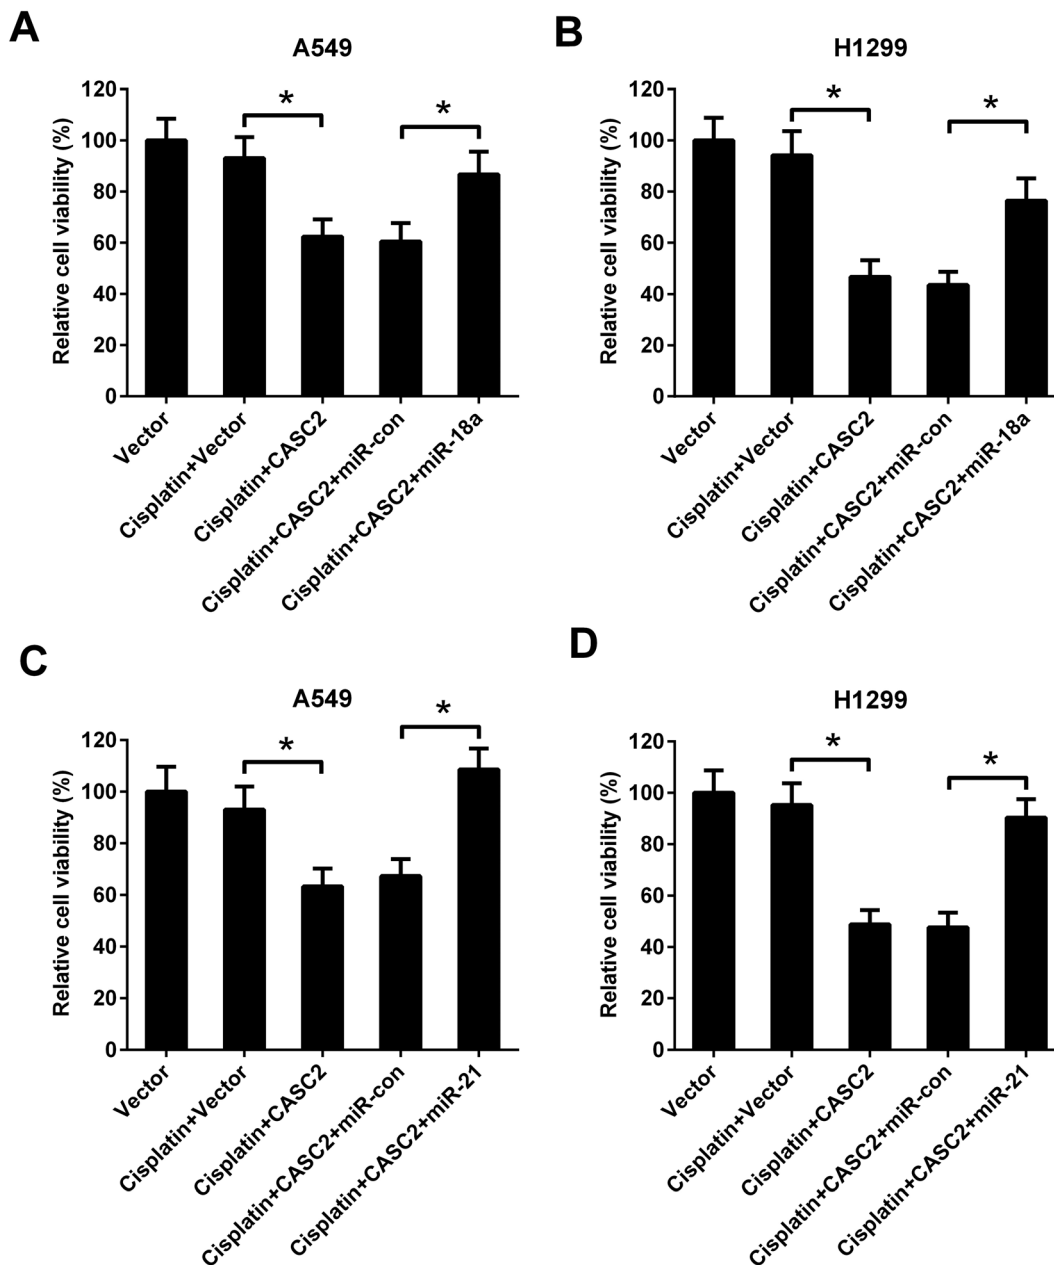 A
A549
Relative cell viability (%)
120
100
80
60
40
20
0
*
*
Vector
Cisplatin+Vector
Cisplatin+CASC2
Cisplatin+CASC2+miR-con
Cisplatin+CASC2+miR-18a
B
H1299
Relative cell viability (%)
120
100
80
60
40
20
0
*
*
Vector
Cisplatin+Vector
Cisplatin+CASC2
Cisplatin+CASC2+miR-con
Cisplatin+CASC2+miR-18a
C
A549
Relative cell viability (%)
120
100
80
60
40
20
0
*
*
Vector
Cisplatin+Vector
Cisplatin+CASC2
Cisplatin+CASC2+miR-con
Cisplatin+CASC2+miR-21
D
H1299
Relative cell viability (%)
120
100
80
60
40
20
0
*
*
Vector
Cisplatin+Vector
Cisplatin+CASC2
Cisplatin+CASC2+miR-con
Cisplatin+CASC2+miR-21